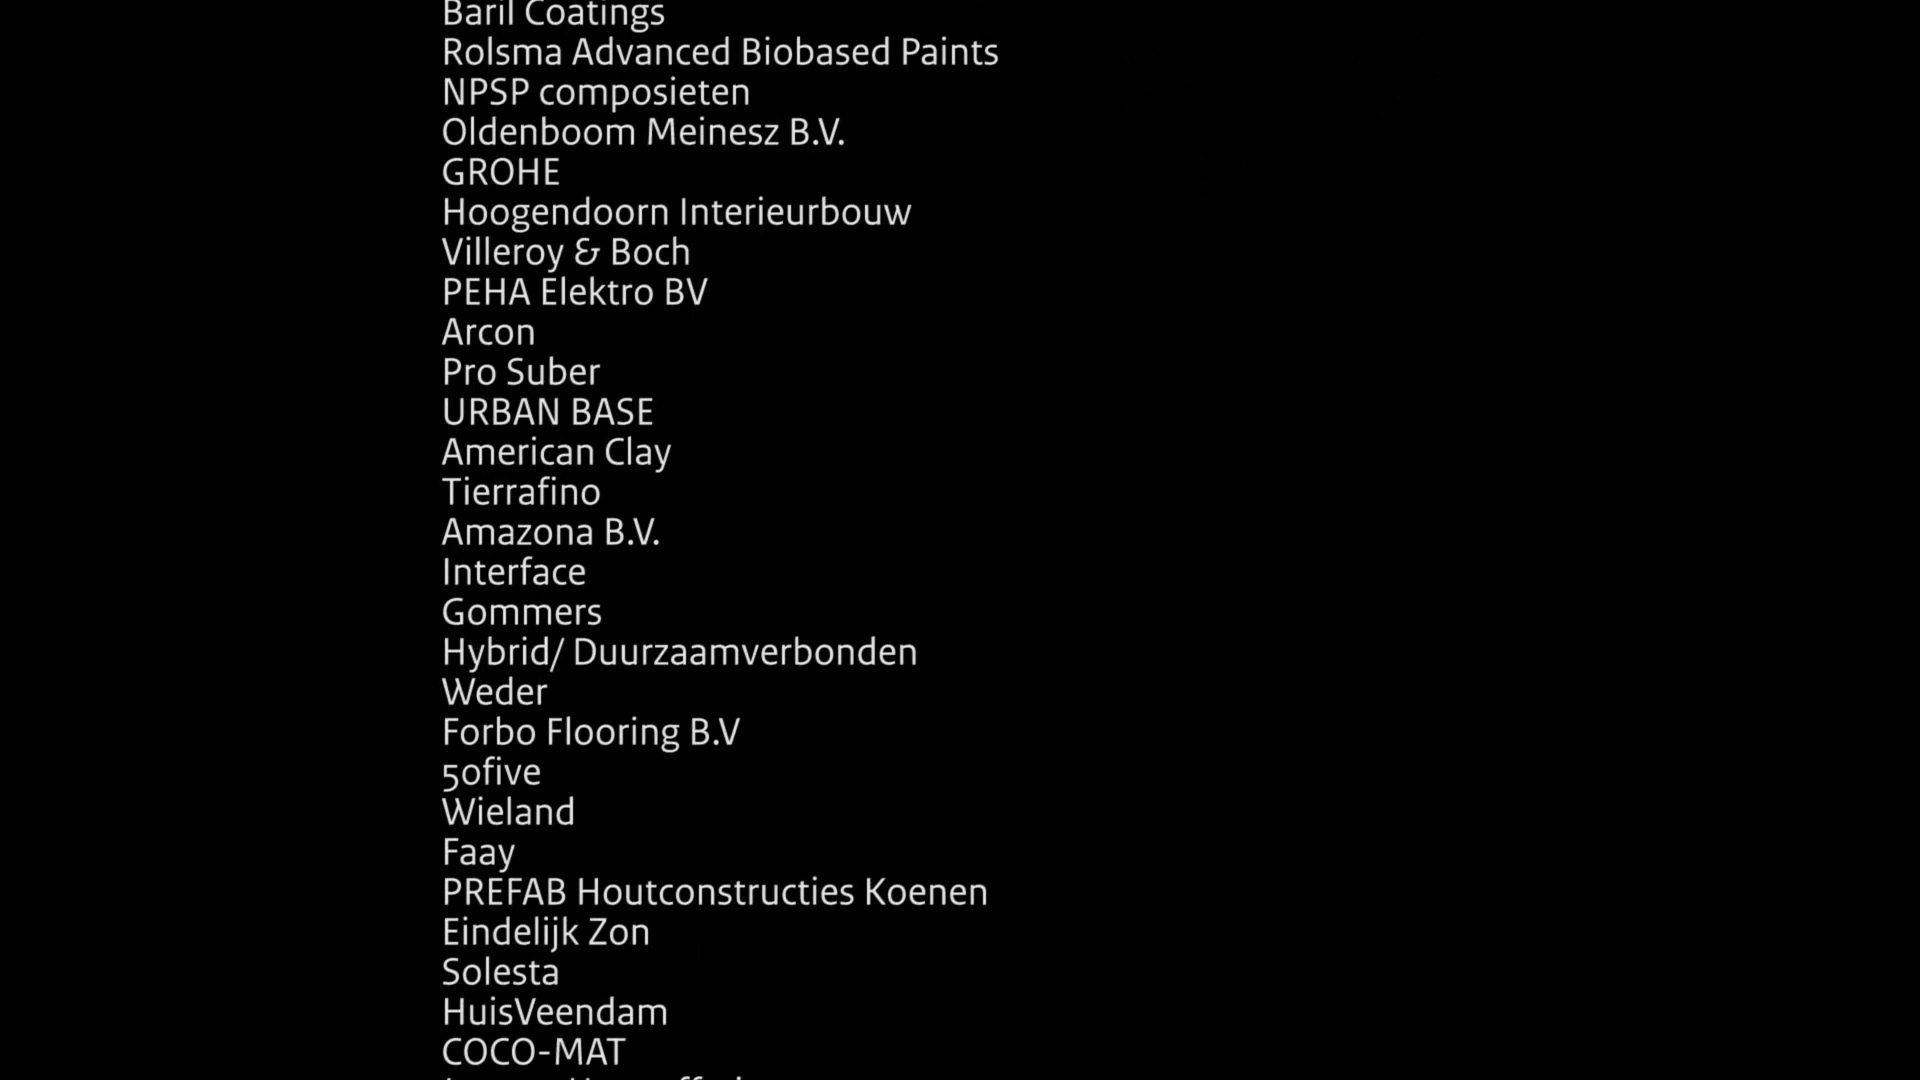 Baril Coatings
Rolsma Advanced Biobased Paints
NPSP composieten
Oldenboom Meinesz B.V.
GROHE
Hoogendoorn Interieurbouw
Villeroy & Boch
PEHA Elektro BV
Arcon
Pro Suber
URBAN BASE
American Clay
Tierrafino
Amazona B.V.
Interface
Gommers
Hybrid/ Duurzaamverbonden
Weder
Forbo Flooring B.V
50five
Wieland
Faay
PREFAB Houtconstructies Koenen
Eindelijk Zon
Solesta
HuisVeendam
COCO-MAT